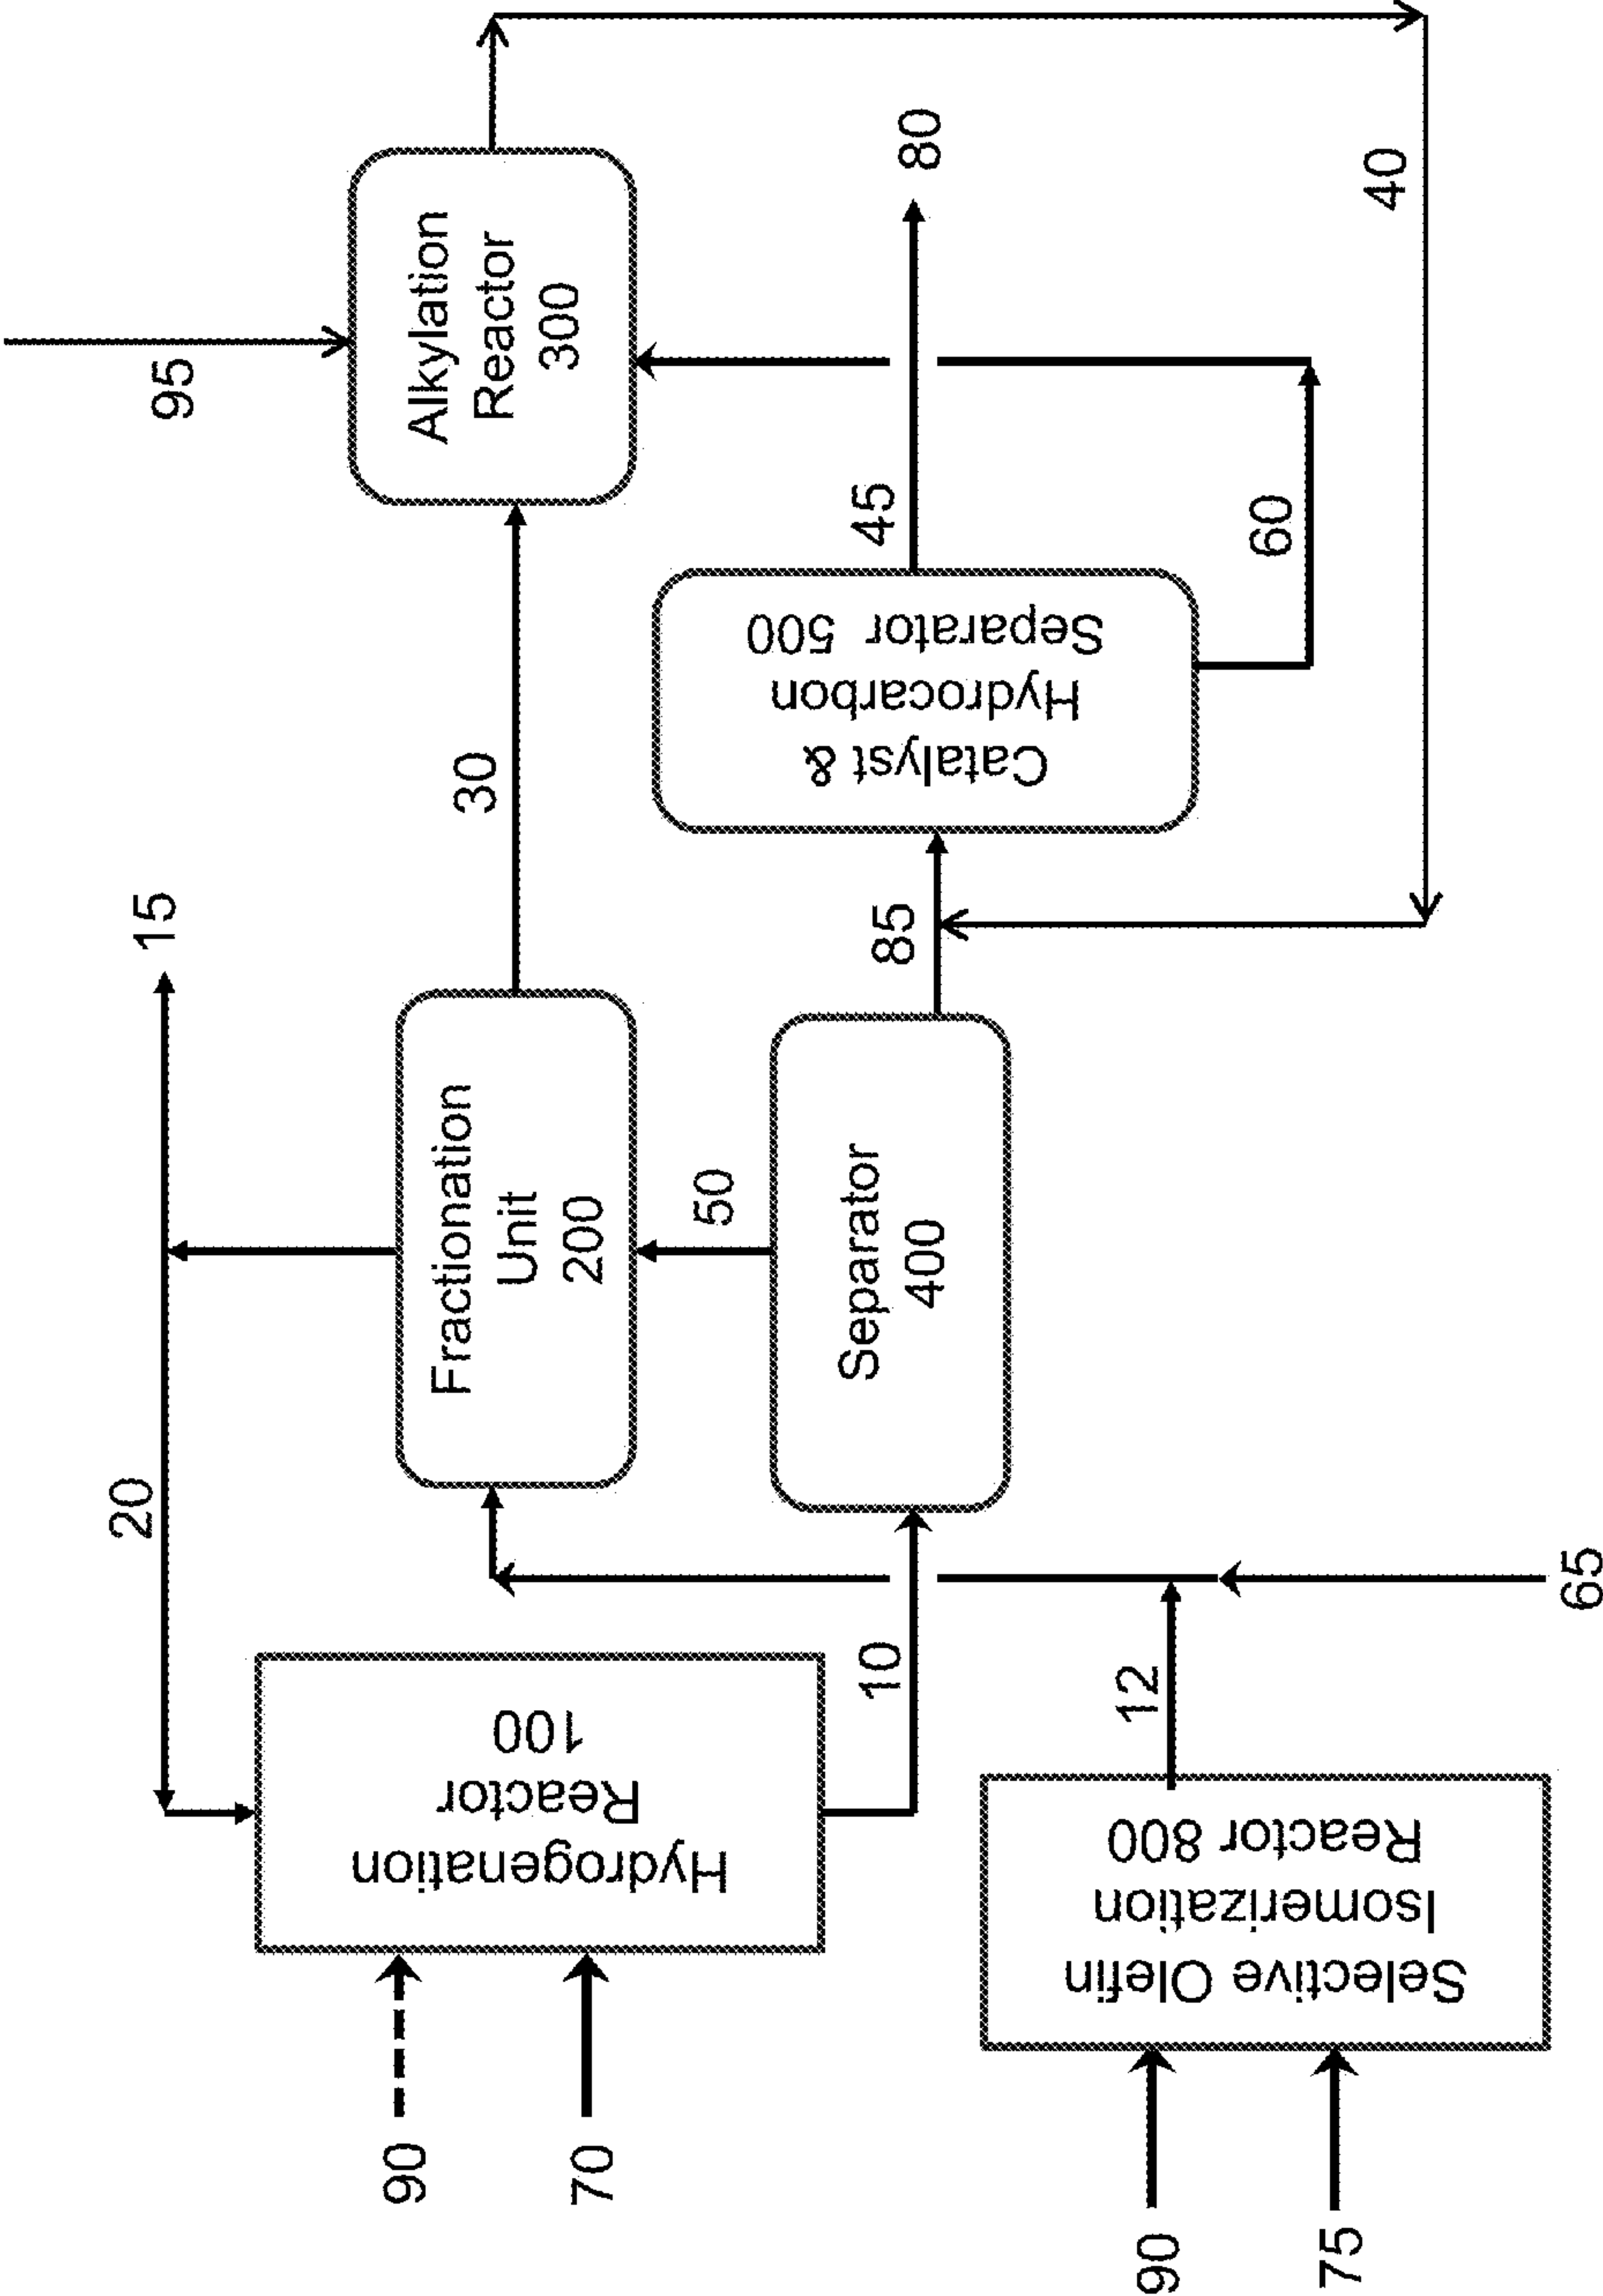 95
Alkylation
Reactor
300
20
15
30
Fractionation
Unit
200
Hydrogenation
Reactor
100
90
70
50
Separator
400
10
85
Catalyst &
Hydrocarbon
Separator 500
45
80
60
40
12
Selective Olefin
Isomerization
Reactor 800
90
75
65